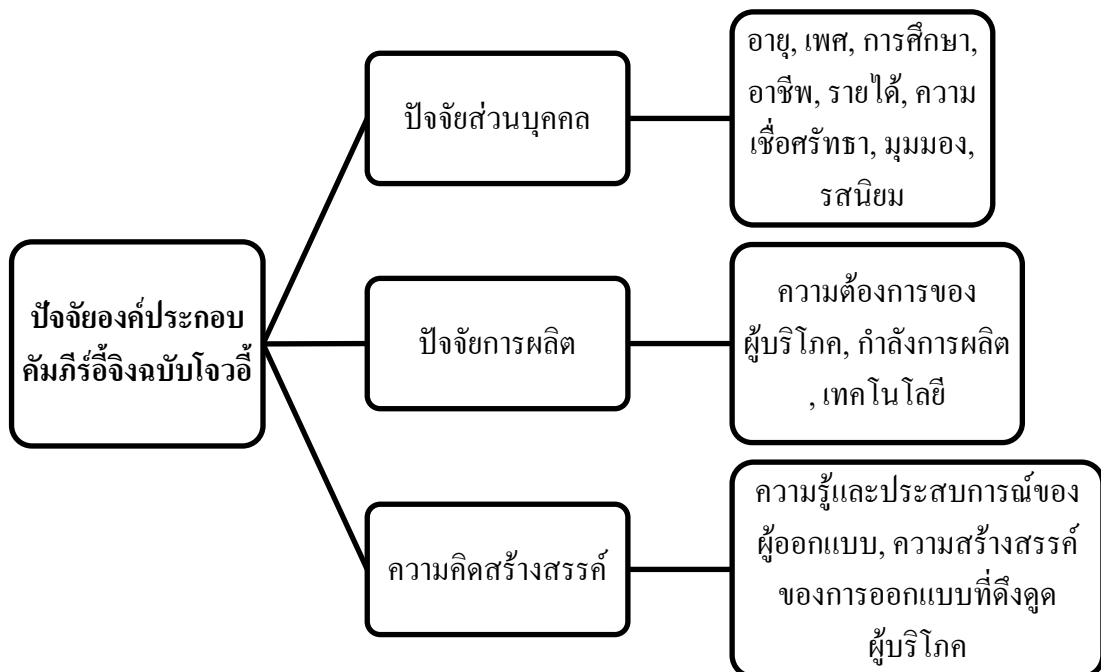 อายุ, เพศ, การศึกษา,
อาชีพ, รายได้, ความ
เชื่อศรัทธา, มุมมอง,
รสนิยม
ปัจจัยส่วนบุคคล
ปัจจัยองค์ประกอบ
คัมภีร์อี้จิงฉบับโจวอี้
ปัจจัยการผลิต
ความต้องการของ
ผู้บริโภค, กำลังการผลิต
, เทคโนโลยี
ความคิดสร้างสรรค์
ความรู้และประสบการณ์ของ
ผู้ออกแบบ, ความสร้างสรรค์
ของการออกแบบที่ดึงดูด
ผู้บริโภค